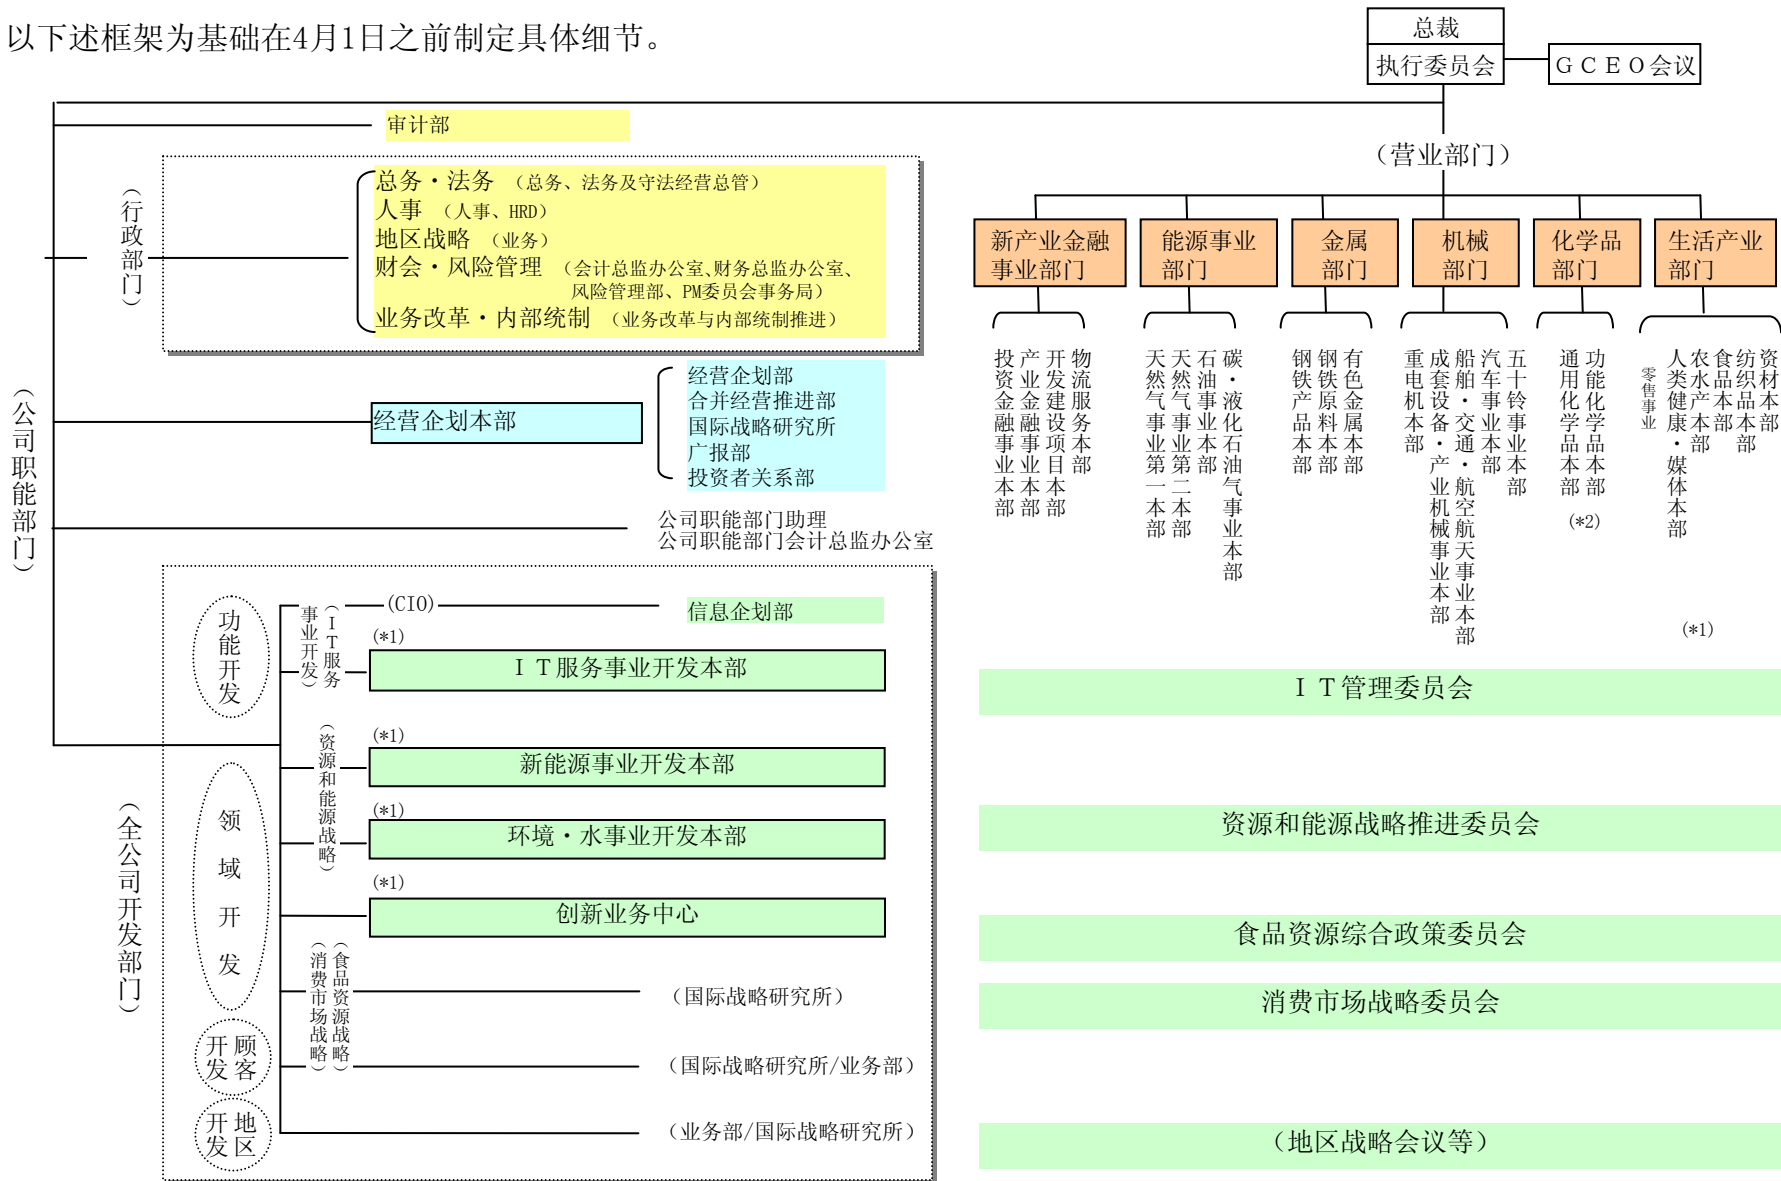 以下述框架为基础在4月1日之前制定具体细节。
总裁
执行委员会
ＧＣＥＯ会议
审计部
（行政部门）
总务・法务 （总务、法务及守法经营总管）
人事 （人事、HRD）
地区战略 （业务）
财会・风险管理 （会计总监办公室、财务总监办公室、
风险管理部、PM委员会事务局）
业务改革・内部统制 （业务改革与内部统制推进）
（公司职能部门）
经营企划本部
经营企划部
合并经营推进部
国际战略研究所
广报部
投资者关系部
公司职能部门助理
公司职能部门会计总监办公室
（营业部门）
新产业金融
事业部门
能源事业
部门
金属
部门
机械
部门
化学品
部门
生活产业
部门
投资金融事业本部
产业金融事业本部
开发建设项目本部
物流服务本部
天然气事业第一本部
天然气事业第二本部
石油事业本部
碳・液化石油气事业本部
钢铁产品本部
钢铁原料本部
有色金属本部
重电机本部
成套设备・产业机械事业本部
船舶・交通・航空航天事业本部
汽车事业本部
五十铃事业本部
通用化学品本部
功能化学品本部
(*2)
零售事业
人类健康・媒体本部
农水产本部
食品本部
纺织品本部
资材本部
(*1)
（全公司开发部门）
功能开发
（IT服务
事业开发）
(CIO)
信息企划部
(*1)
ＩＴ服务事业开发本部
ＩＴ管理委员会
领域开发
（资源和能源战略）
(*1)
新能源事业开发本部
(*1)
环境・水事业开发本部
资源和能源战略推进委员会
(*1)
创新业务中心
食品资源综合政策委员会
（食品资源战略）
（消费市场战略）
（国际战略研究所）
消费市场战略委员会
顾客
开发
（国际战略研究所/业务部）
地区
开发
（业务部/国际战略研究所）
（地区战略会议等）